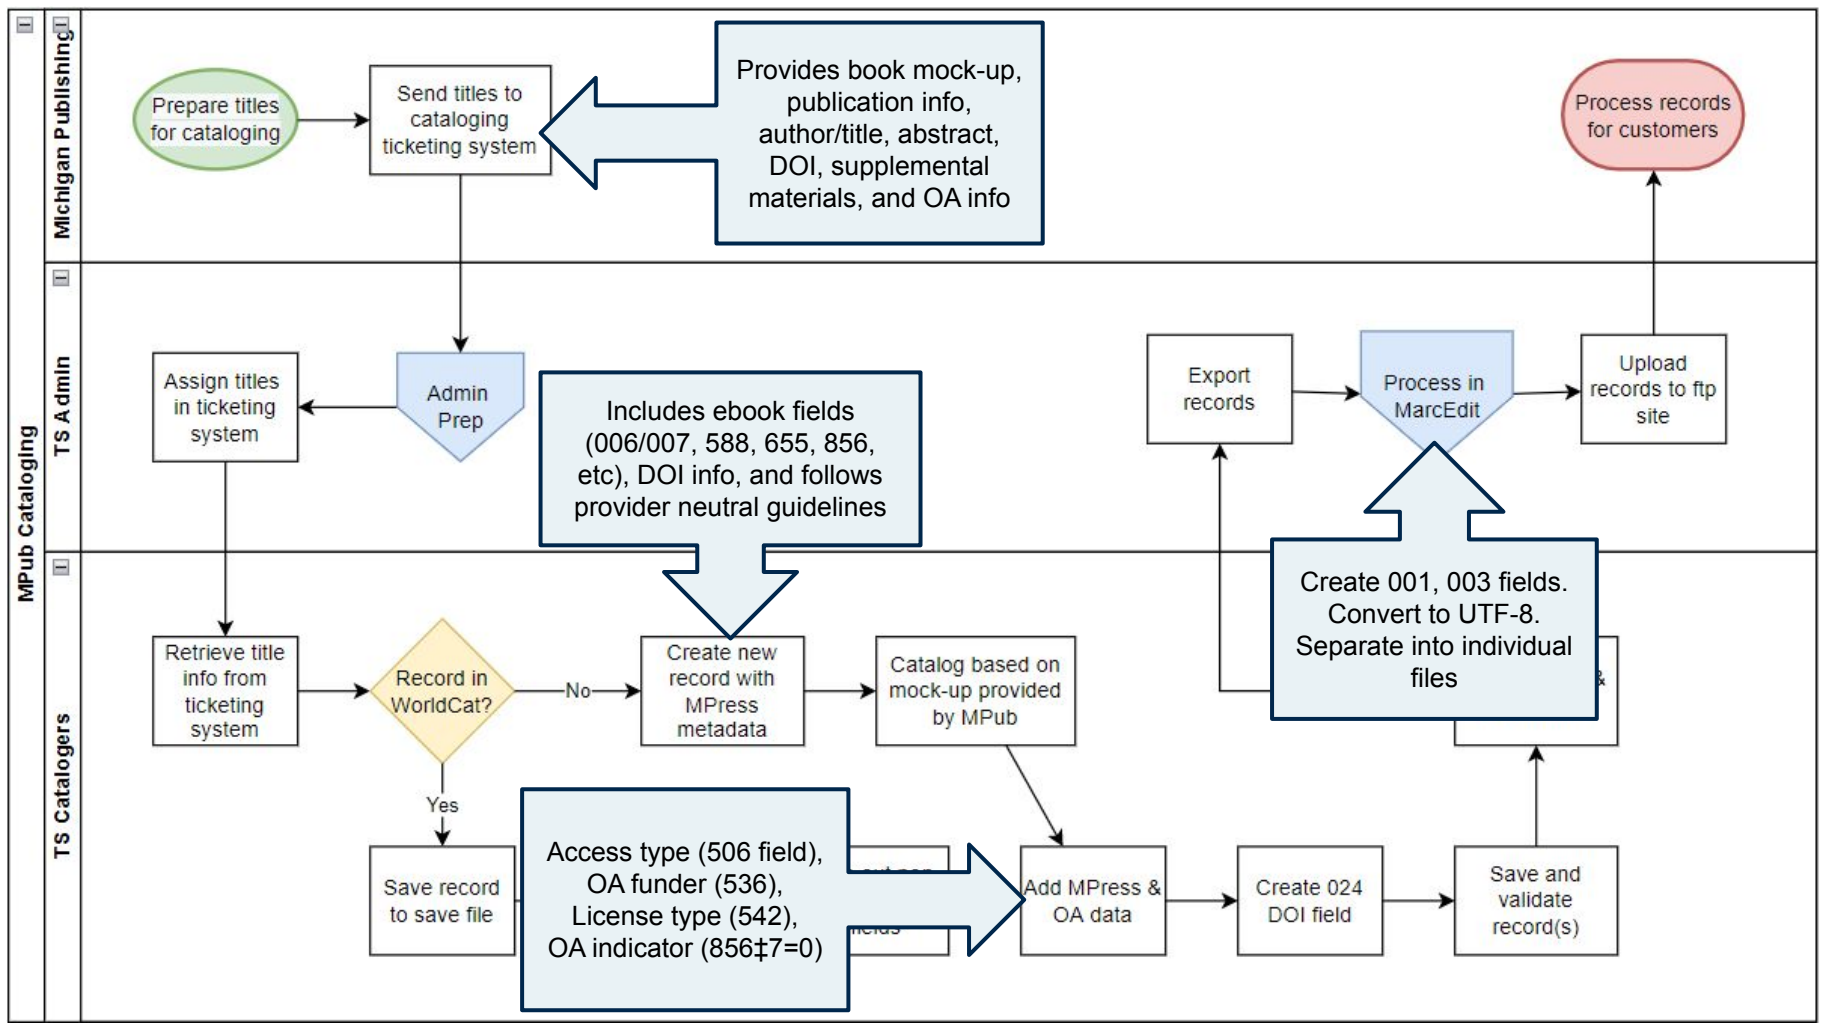 MPub Cataloging
Michigan Publishing
Prepare titles
for cataloging
Send titles to
cataloging
ticketing system
Provides book mock-up,
publication info,
author/title, abstract,
DOI, supplemental
materials, and OA info
Process records
for customers
TS Admin
Assign titles
in ticketing
system
Admin
Prep
Includes ebook fields
(006/007, 588, 655, 856,
etc), DOI info, and follows
provider neutral guidelines
Export
records
Process in
MarcEdit
Upload
records to ftp
site
Create 001, 003 fields.
Convert to UTF-8.
Separate into individual
files
&
TS Catalogers
Retrieve title
info from
ticketing
system
Record in
WorldCat?
No
Yes
Create new
record with
MPress
metadata
Catalog based on
mock-up provided
by MPub
Save record
to save file
Access type (506 field),
OA funder (536),
License type (542),
OA indicator (856‡7=0)
Add MPress &
OA data
Create 024
DOI field
Save and
validate
record(s)